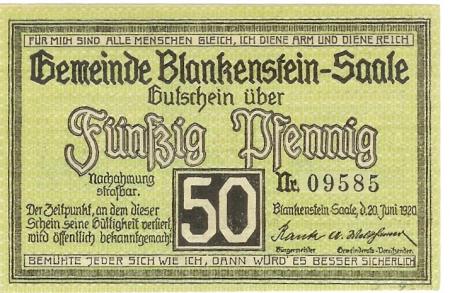 FÜR MICH SIND ALLE MENSCHEN GLEICH, ICH DIENE ARM UND DIENE REICH
Gemeinde Blankenstein-Saale
Gutschein über
Fünfzig Pfennig
Nachahmung
strafbar.
50
Nr. 09585
Der Zeitpunkt, an dem dieser
Schein seine Gültigkeit verliert,
wird öffentlich bekanntgemacht
Blankenstein-Saale, d. 20. Juni 1920
Bürgermeister Gemeinderats-Vorsitzender.
BEMÜHTE JEDER SICH WIE ICH, DANN WÜRD' ES BESSER SICHERLICH